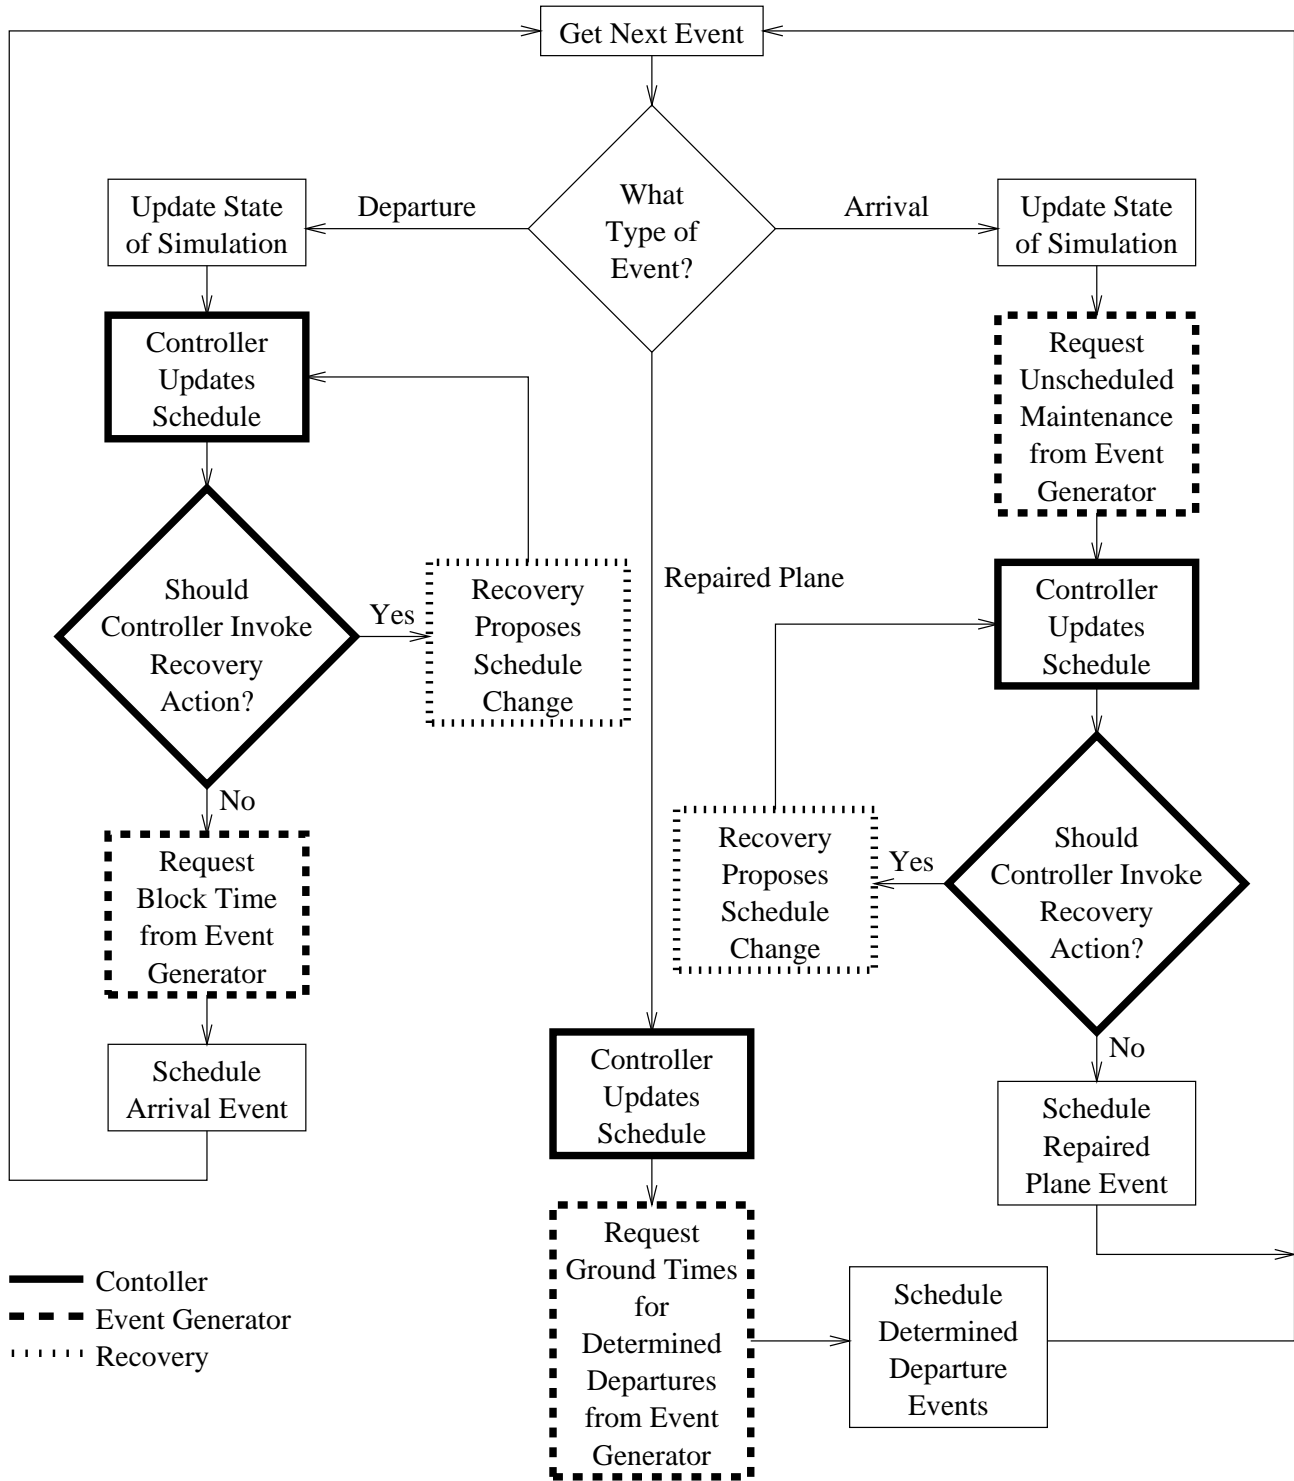 Get Next Event
What
Type of
Event?
Departure
Arrival
Repaired Plane
Update State
of Simulation
Controller
Updates
Schedule
Should
Controller Invoke
Recovery
Action?
Yes
Recovery
Proposes
Schedule
Change
No
Request
Block Time
from Event
Generator
Schedule
Arrival Event
Update State
of Simulation
Request
Unscheduled
Maintenance
from Event
Generator
Controller
Updates
Schedule
Should
Controller Invoke
Recovery
Action?
Yes
Recovery
Proposes
Schedule
Change
No
Schedule
Repaired
Plane Event
Controller
Updates
Schedule
Request
Ground Times
for
Determined
Departures
from Event
Generator
Schedule
Determined
Departure
Events
Contoller
Event Generator
Recovery